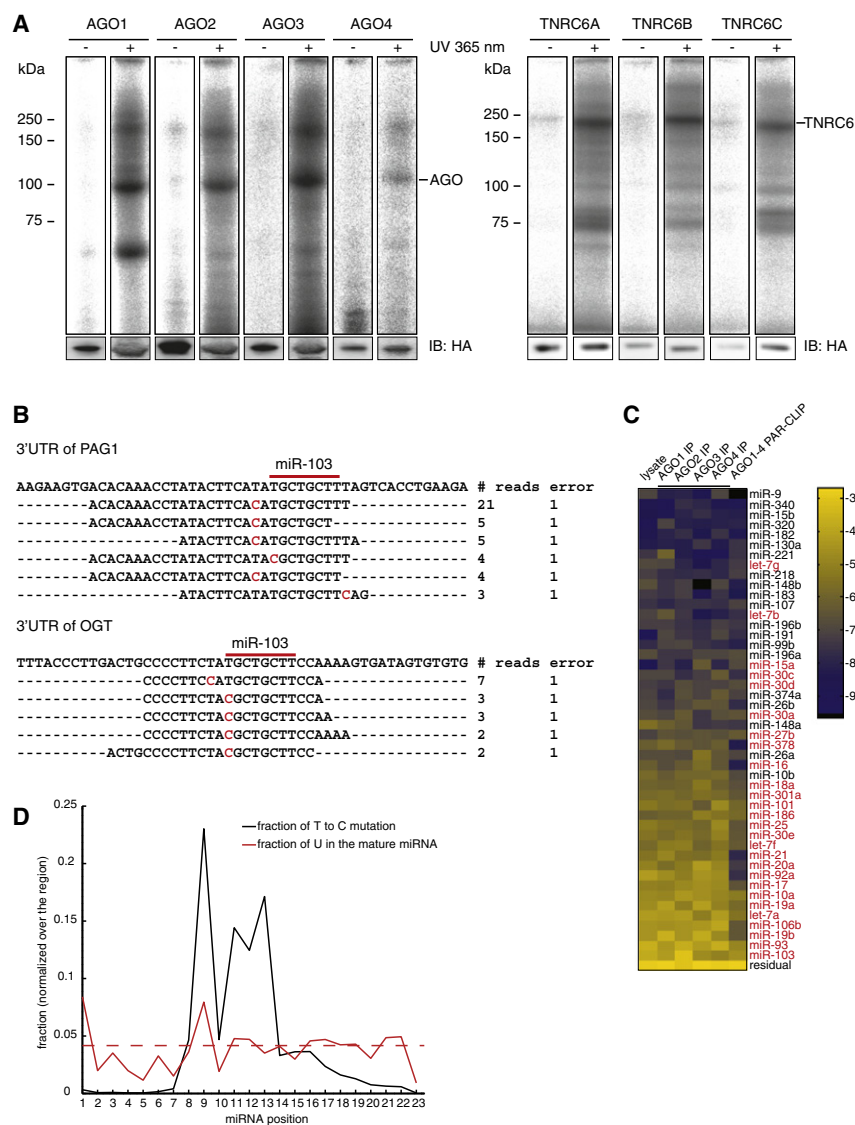 A
AGO1 AGO2 AGO3 AGO4 TNRC6A TNRC6B TNRC6C
- + - + - + - + UV 365 nm - + - + - +
kDa
250
150
100
75
AGO
IB: HA
kDa
250
150
100
75
TNRC6
IB: HA
B
3'UTR of PAG1
miR-103
AAGAAGTGACACAAACCTATACTTCATATGCTGCTTTAGTCACCTGAAGA # reads error
--------ACACAAACCTATACTTCACATGCTGCTTT------------- 21 1
--------ACACAAACCTATACTTCACATGCTGCT--------------- 5 1
------------------ATACTTCACATGCTGCTTTA------------ 5 1
--------ACACAAACCTATACTTCATACGCTGCTTT------------- 4 1
--------ACACAAACCTATACTTCACATGCTGCTT-------------- 4 1
------------------ATACTTCATATGCTGCTTCAG----------- 3 1
3'UTR of OGT
miR-103
TTTACCCTTGACTGCCCCTTCTATGCTGCTTCCAAAAGTGATAGTGTGTG # reads error
--------------CCCCTTCCATGCTGCTTCCA---------------- 7 1
--------------CCCCTTCTACGCTGCTTCCA---------------- 3 1
--------------CCCCTTCTACGCTGCTTCCAA--------------- 3 1
--------------CCCCTTCTACGCTGCTTCCAAAA------------- 2 1
----------ACTGCCCCTTCTACGCTGCTTCC----------------- 2 1
C
lysate
AGO1 IP
AGO2 IP
AGO3 IP
AGO4 IP
AGO1-4 PAR-CLIP
miR-9
miR-340
miR-15b
miR-320
miR-182
miR-130a
miR-221
let-7g
miR-218
miR-148b
miR-183
miR-107
let-7b
miR-196b
miR-191
miR-99b
miR-196a
miR-15a
miR-30c
miR-30d
miR-374a
miR-26b
miR-30a
miR-148a
miR-27b
miR-378
miR-26a
miR-16
miR-10b
miR-18a
miR-301a
miR-101
miR-186
miR-25
miR-30e
let-7f
miR-21
miR-20a
miR-92a
miR-17
miR-10a
miR-19a
let-7a
miR-106b
miR-19b
miR-93
miR-103
residual
-3
-4
-5
-6
-7
-8
-9
D
fraction of T to C mutation
fraction of U in the mature miRNA
fraction (normalized over the region)
0.25
0.2
0.15
0.1
0.05
0
1 2 3 4 5 6 7 8 9 10 11 12 13 14 15 16 17 18 19 20 21 22 23
miRNA position